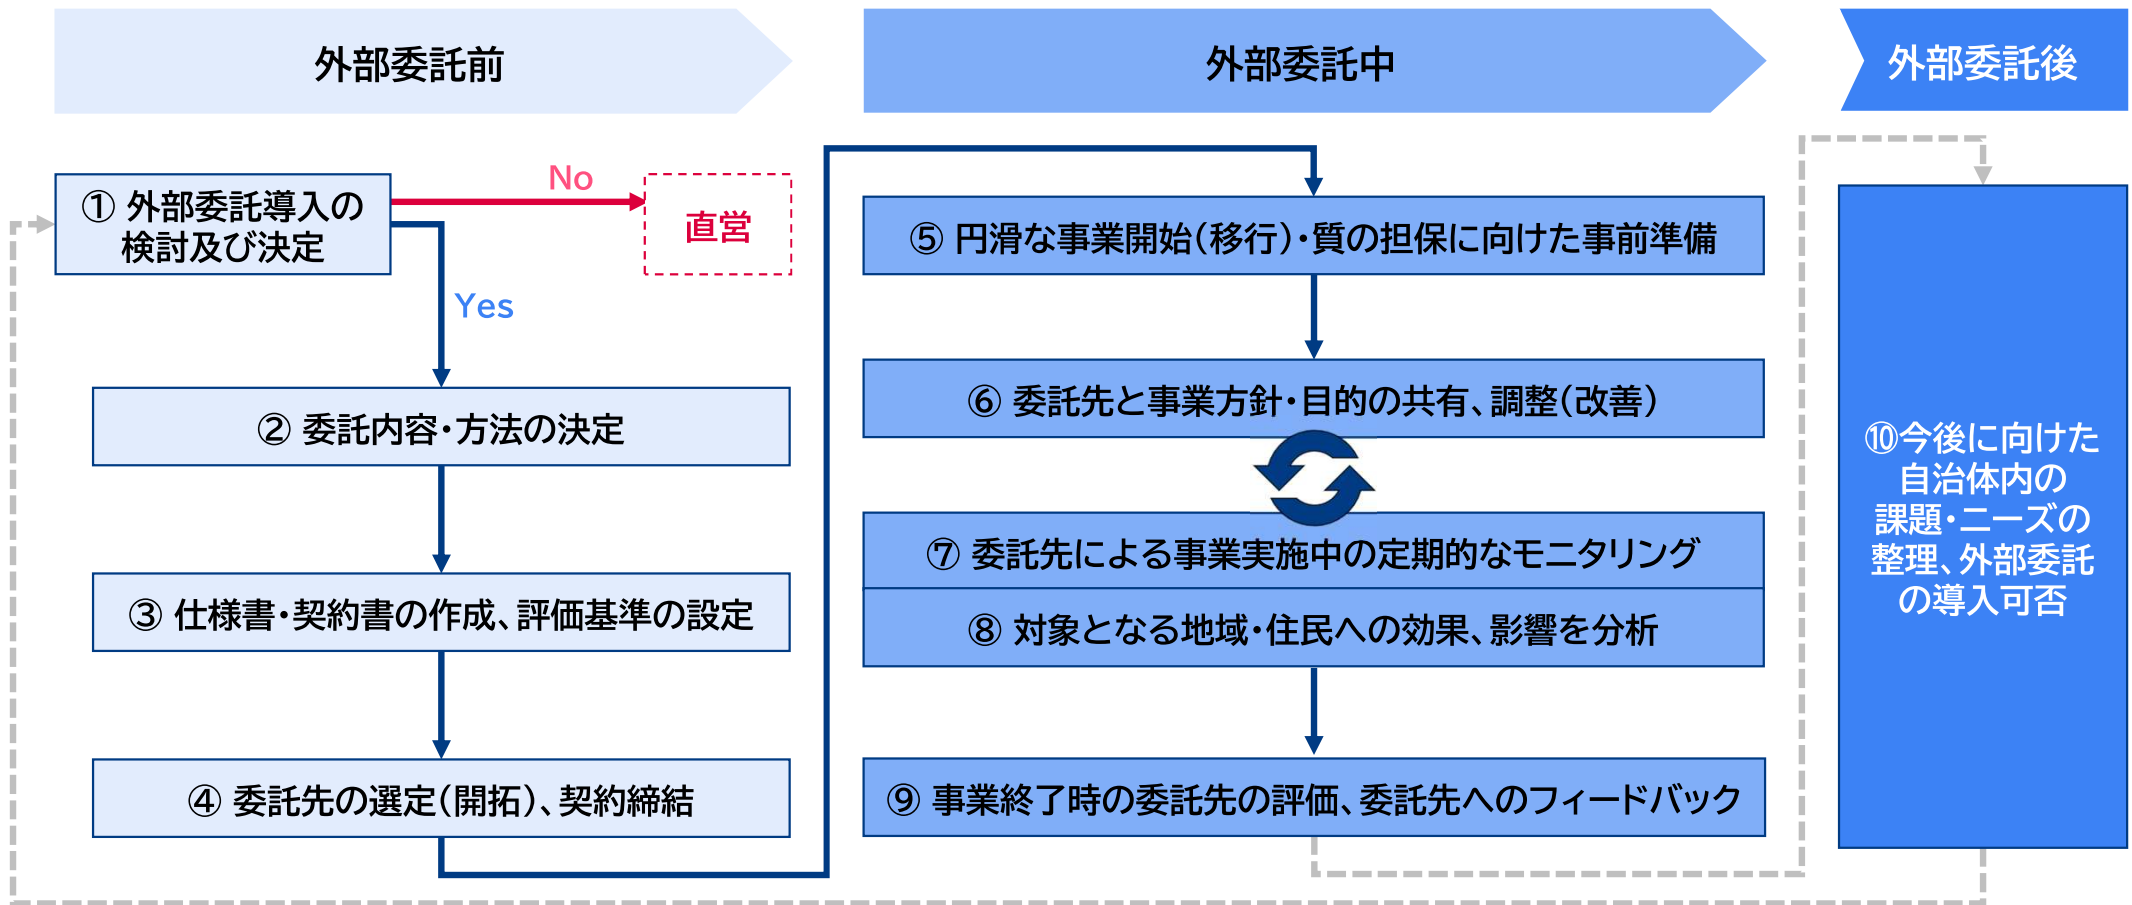 外部委託前
外部委託中
外部委託後
① 外部委託導入の
検討及び決定
No
直営
Yes
② 委託内容・方法の決定
③ 仕様書・契約書の作成、評価基準の設定
④ 委託先の選定（開拓）、契約締結
⑤ 円滑な事業開始（移行）・質の担保に向けた事前準備
⑥ 委託先と事業方針・目的の共有、調整（改善）
⑦ 委託先による事業実施中の定期的なモニタリング
⑧ 対象となる地域・住民への効果、影響を分析
⑨ 事業終了時の委託先の評価、委託先へのフィードバック
⑩今後に向けた
自治体内の
課題・ニーズの
整理、外部委託
の導入可否